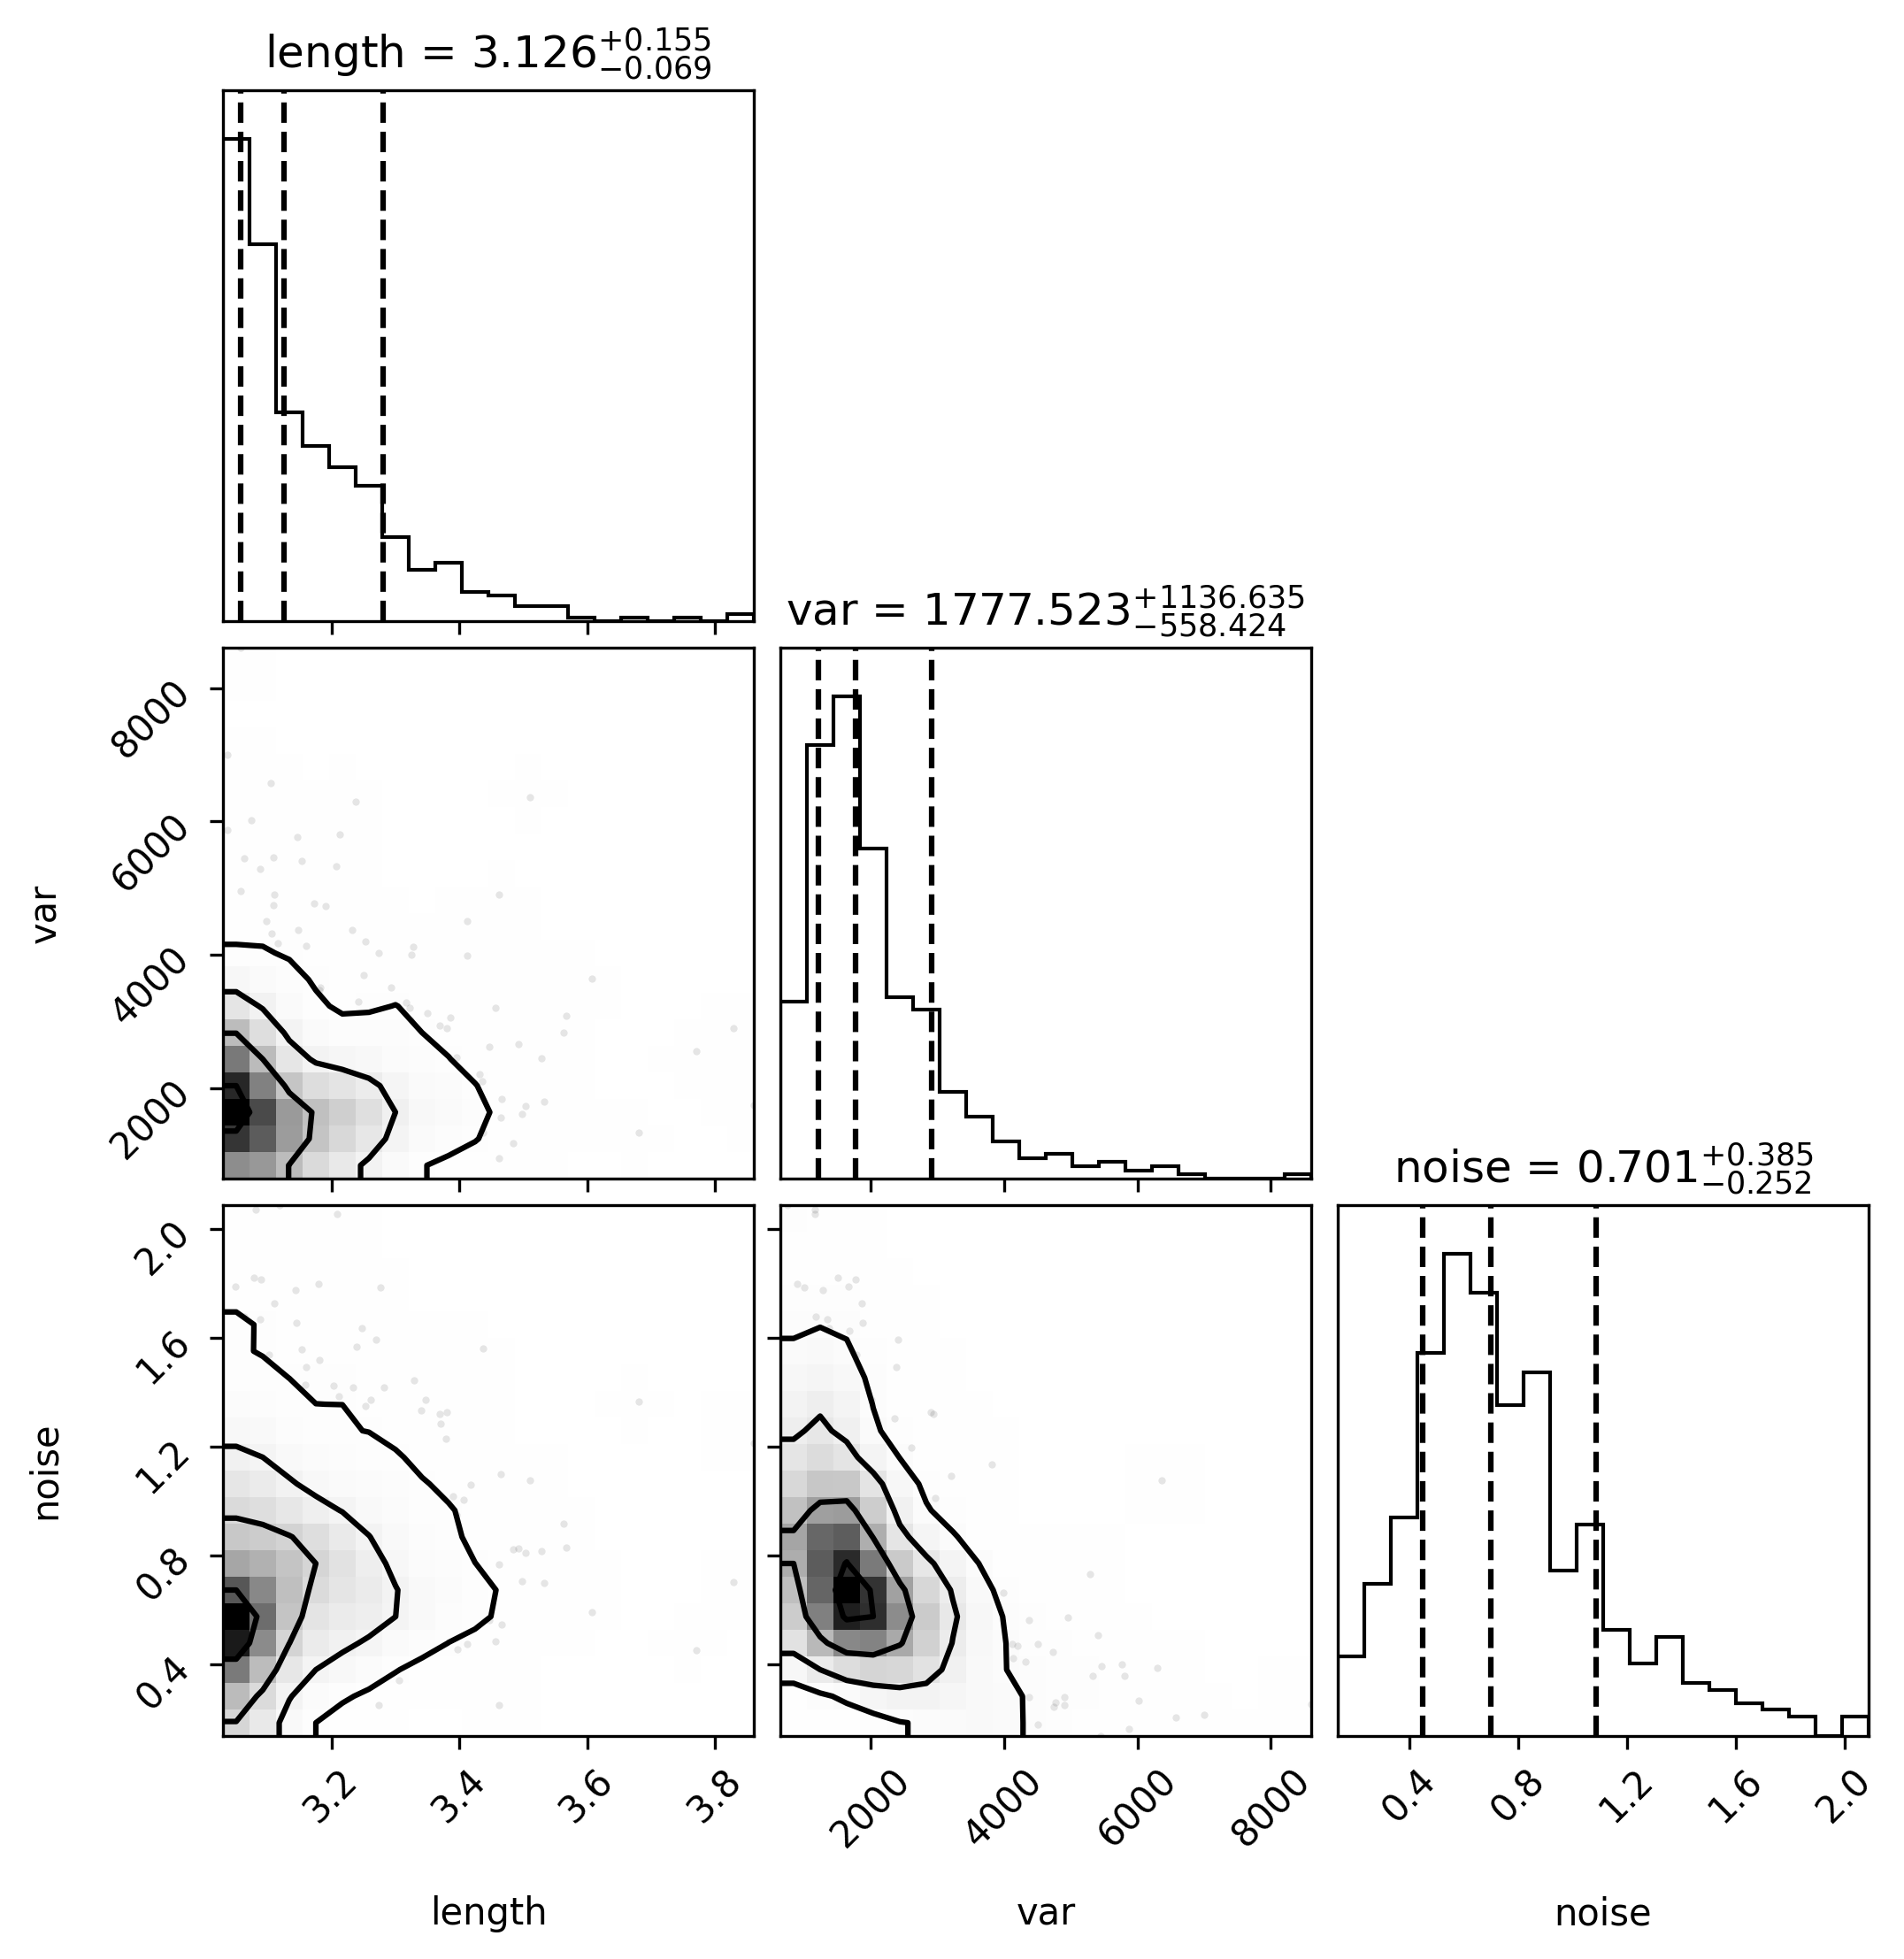 length = 3.126+0.155−0.069
var = 1777.523+1136.635−558.424
8000
6000
4000
2000
var
noise = 0.701+0.385−0.252
2.0
1.6
1.2
0.8
0.4
noise
3.2 3.4 3.6 3.8 2000 4000 6000 8000 0.4 0.8 1.2 1.6 2.0
length var noise